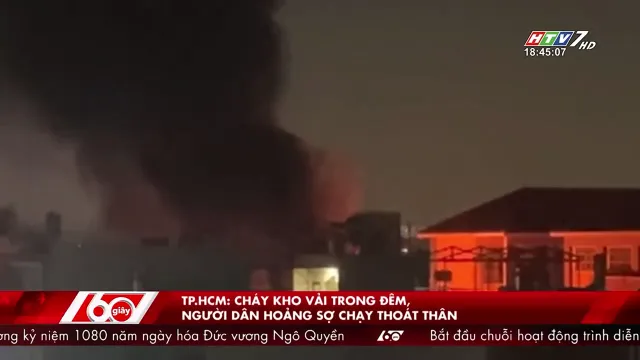 HTV7 HD
18:45:07
60 giây
TP.HCM: CHÁY KHO VẢI TRONG ĐÊM,
NGƯỜI DÂN HOẢNG SỢ CHẠY THOÁT THÂN
ơng kỷ niệm 1080 năm ngày hóa Đức vương Ngô Quyền 60 Bắt đầu chuỗi hoạt động trình diễn